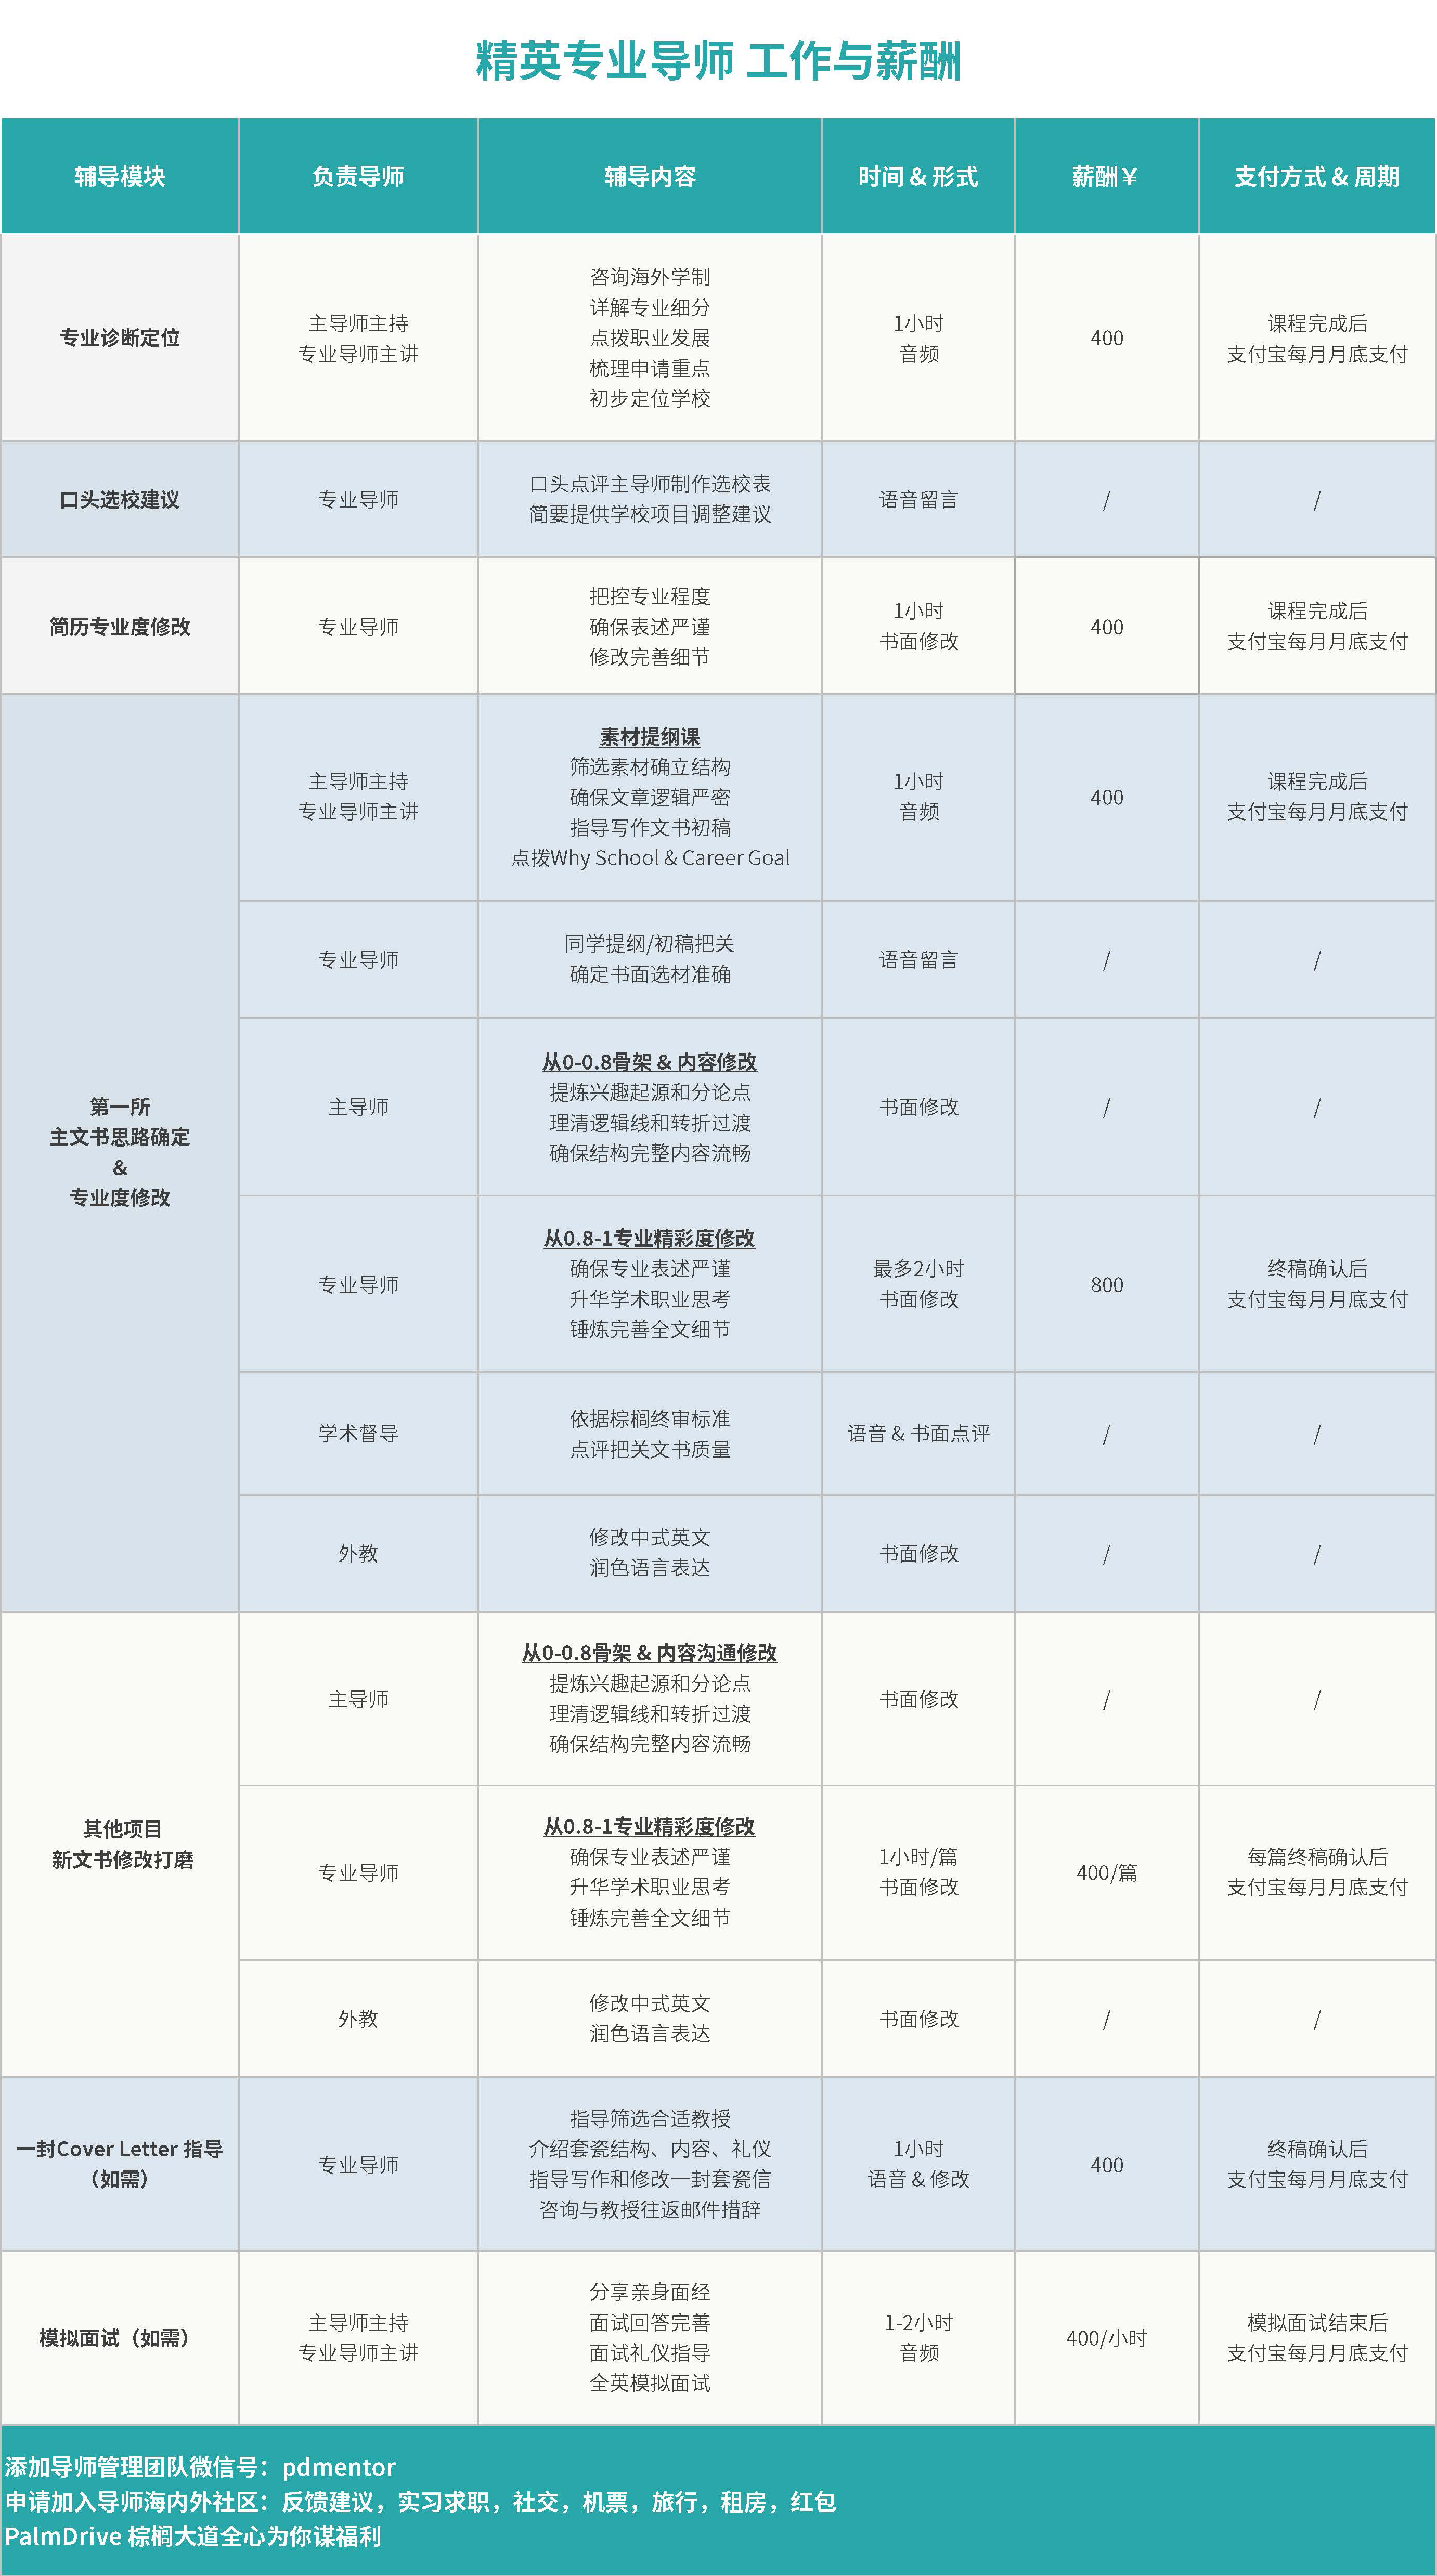 精英专业导师 工作与薪酬
辅导模块
负责导师
辅导内容
时间 & 形式
薪酬￥
支付方式 & 周期
专业诊断定位
主导师主持
专业导师主讲
咨询海外学制
详解专业细分
点拨职业发展
梳理申请重点
初步定位学校
1小时
音频
400
课程完成后
支付宝每月月底支付
口头选校建议
专业导师
口头点评主导师制作选校表
简要提供学校项目调整建议
语音留言
/
/
简历专业度修改
专业导师
把控专业程度
确保表述严谨
修改完善细节
1小时
书面修改
400
课程完成后
支付宝每月月底支付
第一所
主文书思路确定
&
专业度修改
主导师主持
专业导师主讲
素材提纲课
筛选素材确立结构
确保文章逻辑严密
指导写作文书初稿
点拨Why School & Career Goal
1小时
音频
400
课程完成后
支付宝每月月底支付
专业导师
同学提纲/初稿把关
确定书面选材准确
语音留言
/
/
主导师
从0-0.8骨架 & 内容修改
提炼兴趣起源和分论点
理清逻辑线和转折过渡
确保结构完整内容流畅
书面修改
/
/
专业导师
从0.8-1专业精彩度修改
确保专业表述严谨
升华学术职业思考
锤炼完善全文细节
最多2小时
书面修改
800
终稿确认后
支付宝每月月底支付
学术督导
依据棕榈终审标准
点评把关文书质量
语音 & 书面点评
/
/
外教
修改中式英文
润色语言表达
书面修改
/
/
其他项目
新文书修改打磨
主导师
从0-0.8骨架 & 内容沟通修改
提炼兴趣起源和分论点
理清逻辑线和转折过渡
确保结构完整内容流畅
书面修改
/
/
专业导师
从0.8-1专业精彩度修改
确保专业表述严谨
升华学术职业思考
锤炼完善全文细节
1小时/篇
书面修改
400/篇
每篇终稿确认后
支付宝每月月底支付
外教
修改中式英文
润色语言表达
书面修改
/
/
一封Cover Letter 指导
（如需）
专业导师
指导筛选合适教授
介绍套瓷结构、内容、礼仪
指导写作和修改一封套瓷信
咨询与教授往返邮件措辞
1小时
语音 & 修改
400
终稿确认后
支付宝每月月底支付
模拟面试（如需）
主导师主持
专业导师主讲
分享亲身面经
面试回答完善
面试礼仪指导
全英模拟面试
1-2小时
音频
400/小时
模拟面试结束后
支付宝每月月底支付
添加导师管理团队微信号：pdmentor
申请加入导师海内外社区：反馈建议，实习求职，社交，机票，旅行，租房，红包
PalmDrive 棕榈大道全心为你谋福利